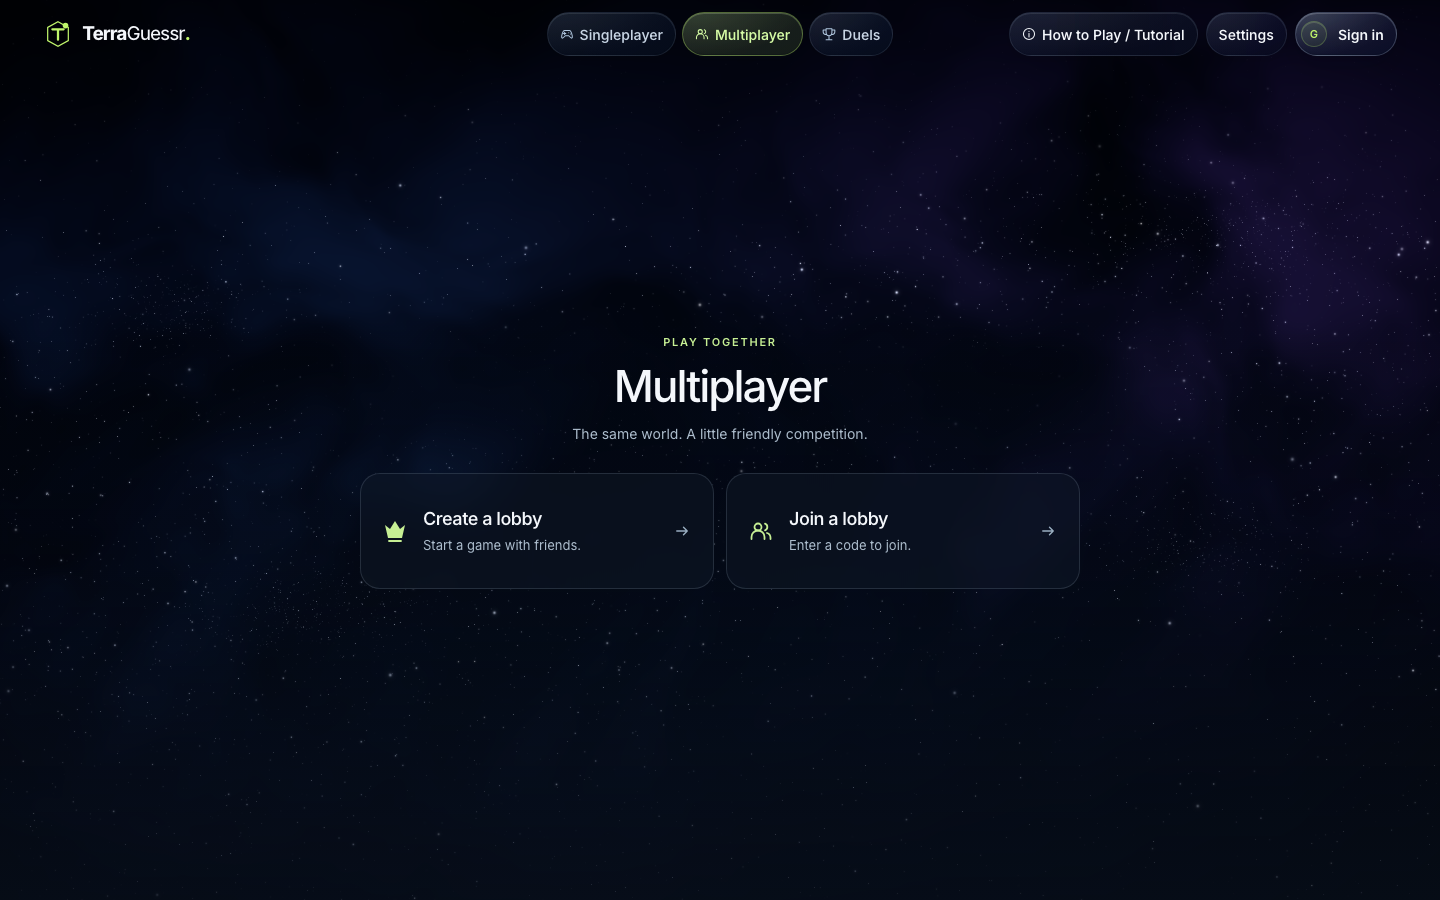 TerraGuessr.
Singleplayer
Multiplayer
Duels
How to Play / Tutorial
Settings
G
Sign in
PLAY TOGETHER
Multiplayer
The same world. A little friendly competition.
Create a lobby
Start a game with friends.
Join a lobby
Enter a code to join.